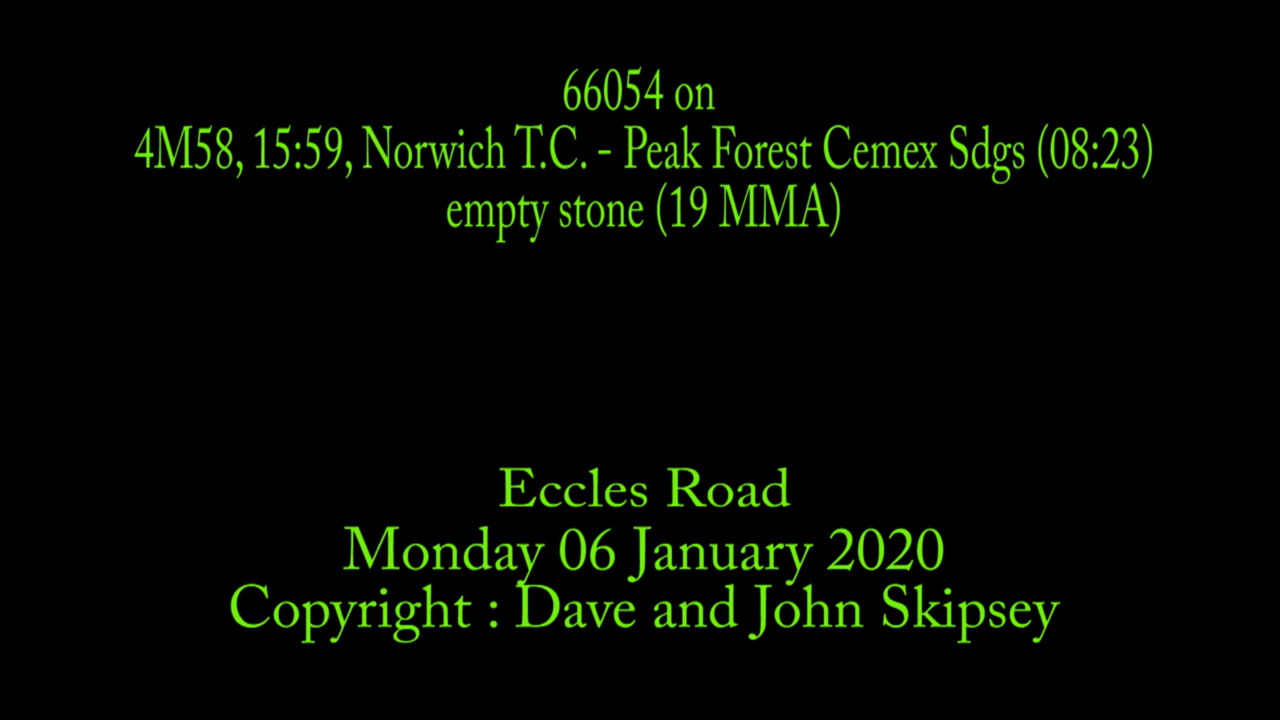 66054 on
4M58, 15:59, Norwich T.C. - Peak Forest Cemex Sdgs (08:23)
empty stone (19 MMA)
Eccles Road
Monday 06 January 2020
Copyright : Dave and John Skipsey